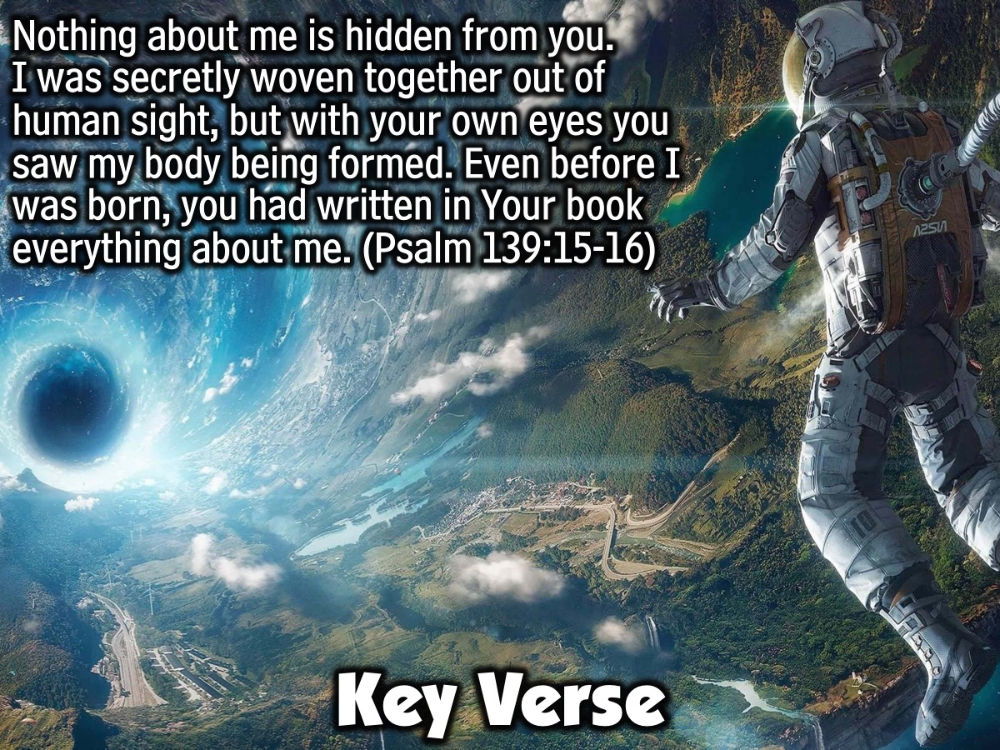 Nothing about me is hidden from you.
I was secretly woven together out of
human sight, but with your own eyes you
saw my body being formed. Even before I
was born, you had written in Your book
everything about me. (Psalm 139:15-16)
Key Verse